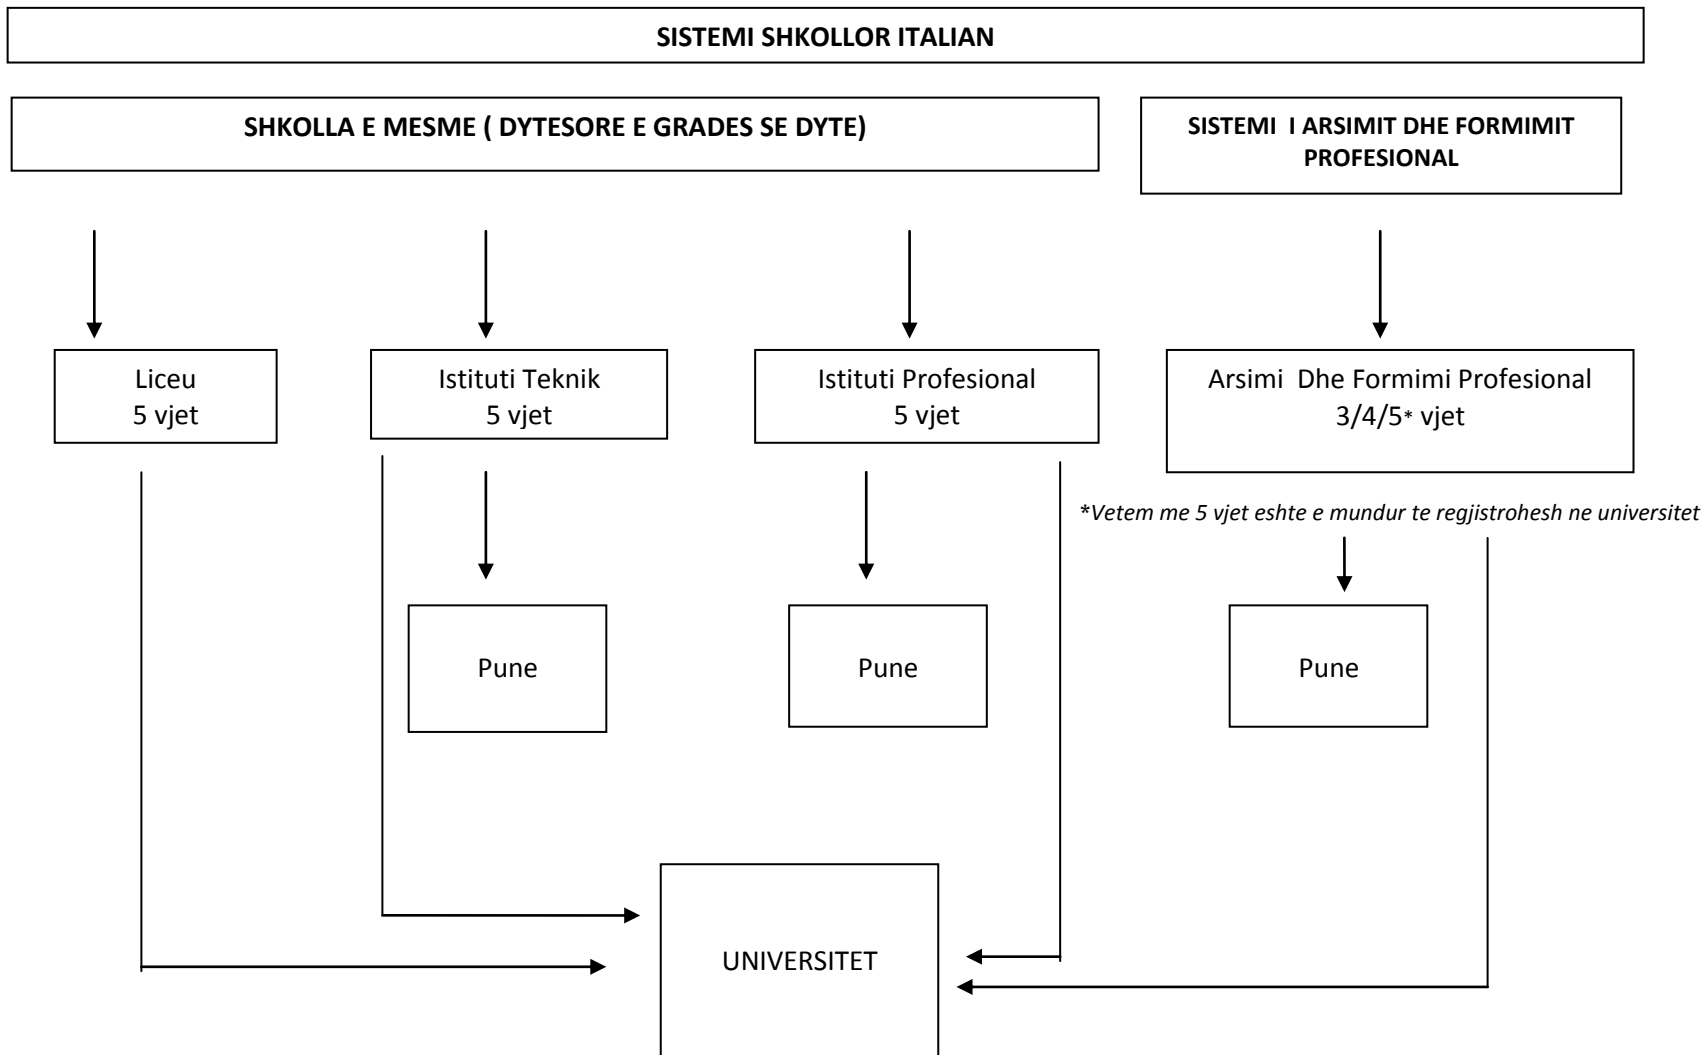 SISTEMI SHKOLLOR ITALIAN
SHKOLLA E MESME ( DYTESORE E GRADES SE DYTE)
SISTEMI I ARSIMIT DHE FORMIMIT
PROFESIONAL
Liceu
5 vjet
Istituti Teknik
5 vjet
Istituti Profesional
5 vjet
Arsimi Dhe Formimi Profesional
3/4/5* vjet
*Vetem me 5 vjet eshte e mundur te regjistrohesh ne universitet
Pune
Pune
Pune
UNIVERSITET